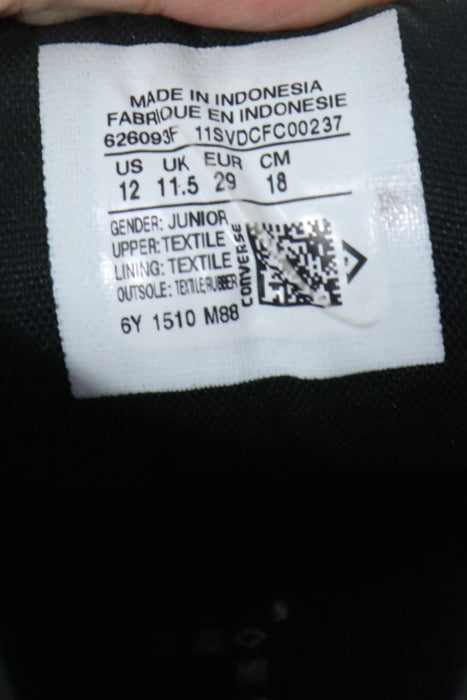 MADE IN INDONESIA
FABRIQUE EN INDONESIE
626093F 11SVDCFC00237
US UK EUR CM
12 11.5 29 18
GENDER: JUNIOR
UPPER: TEXTILE
LINING: TEXTILE
OUTSOLE: TEXTILE/RUBBER
CONVERSE
6Y 1510 M88